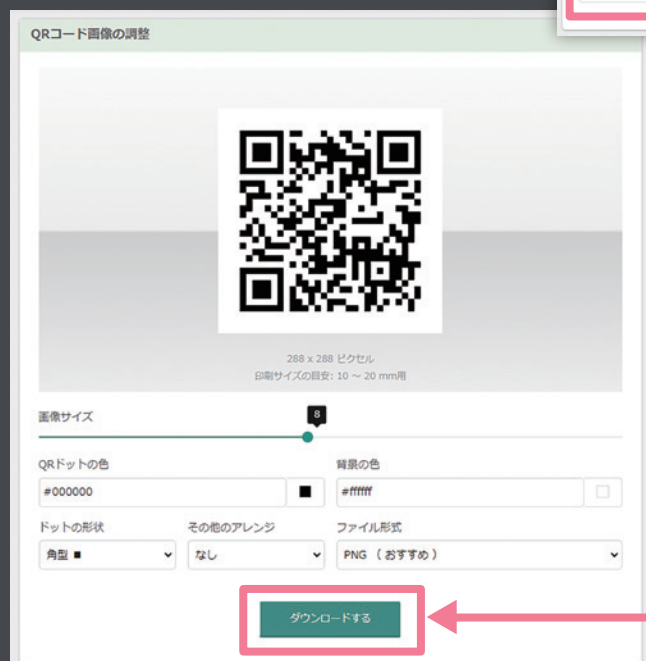 QRコード画像の調整
288 x 288 ピクセル
印刷サイズの目安: 10 ～ 20 mm用
画像サイズ
8
QRドットの色
背景の色
#000000
#ffffff
ドットの形状
その他のアレンジ
ファイル形式
角型 ■
なし
PNG （ おすすめ ）
ダウンロードする